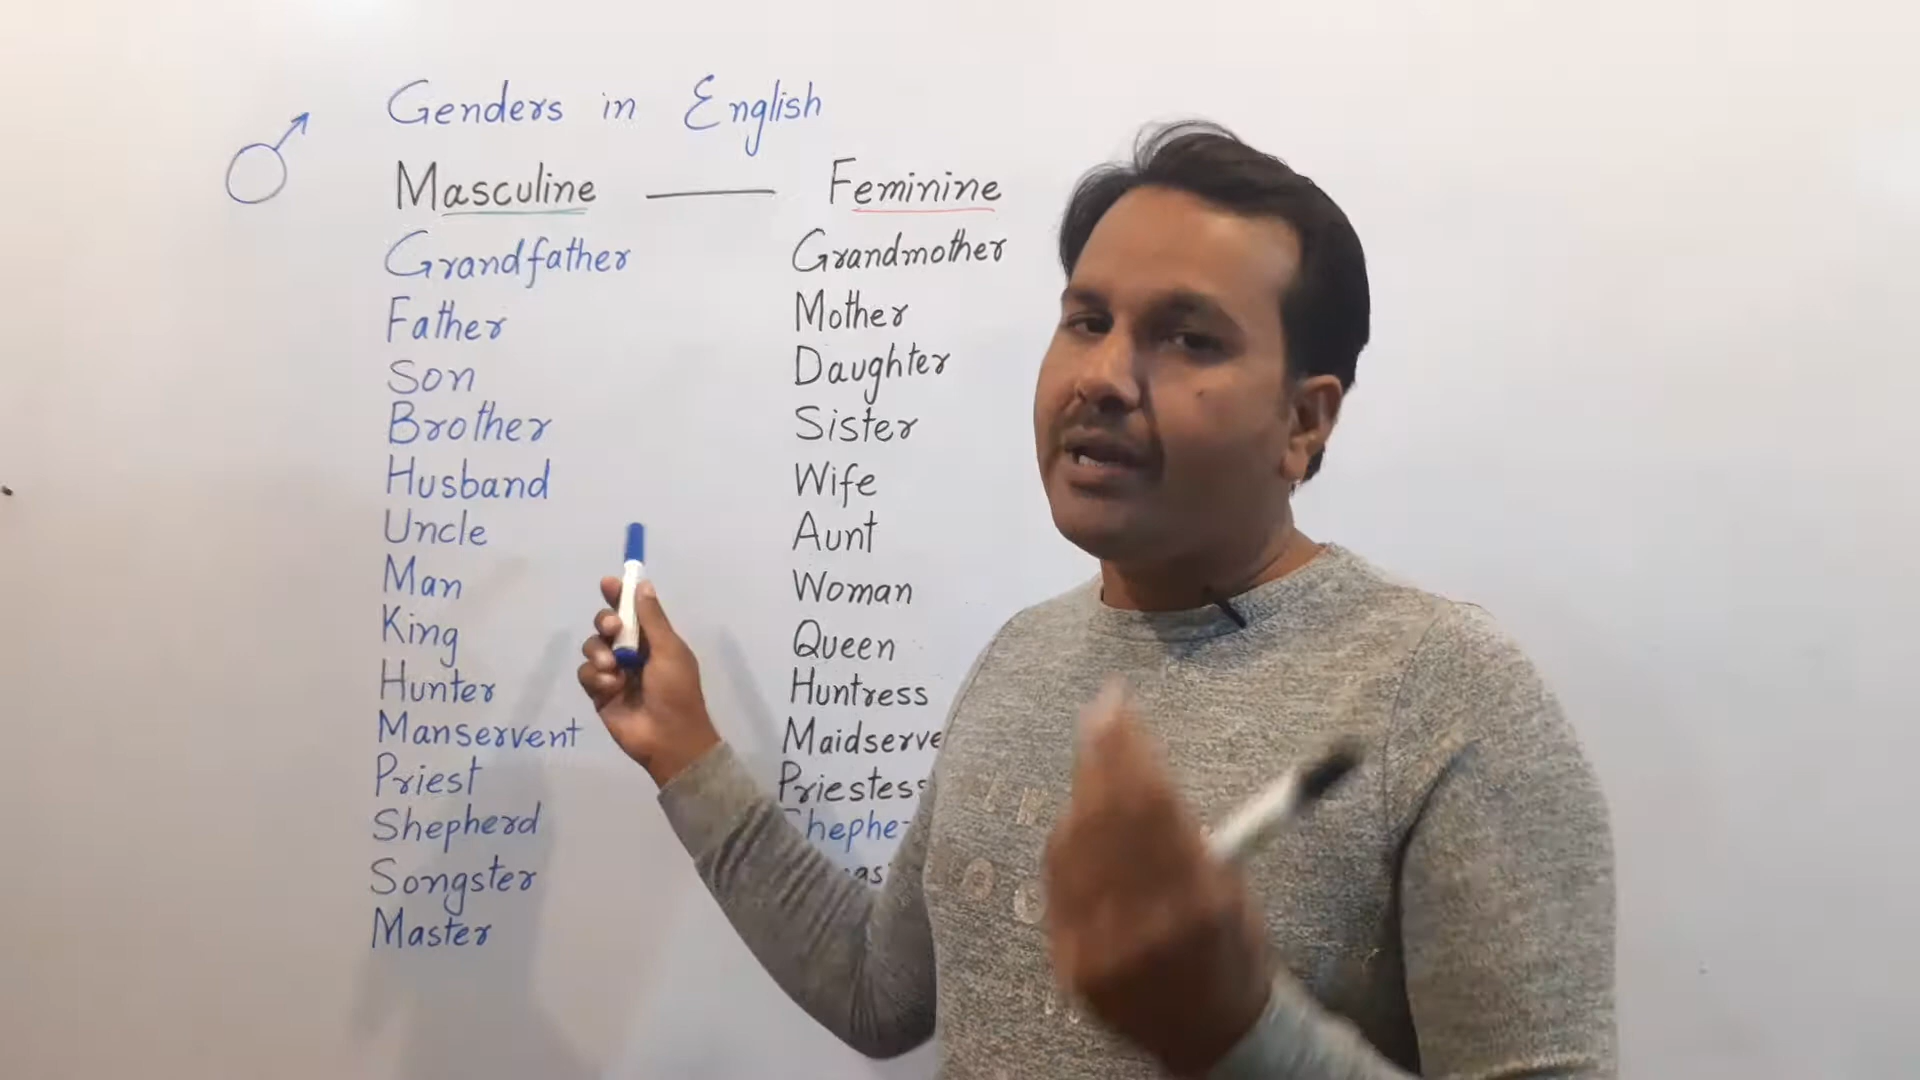 Genders in English
Masculine — Feminine
Grandfather Grandmother
Father Mother
Son Daughter
Brother Sister
Husband Wife
Uncle Aunt
Man Woman
King Queen
Hunter Huntress
Manservent Maidserve
Priest Priestess
Shepherd
Songster
Master